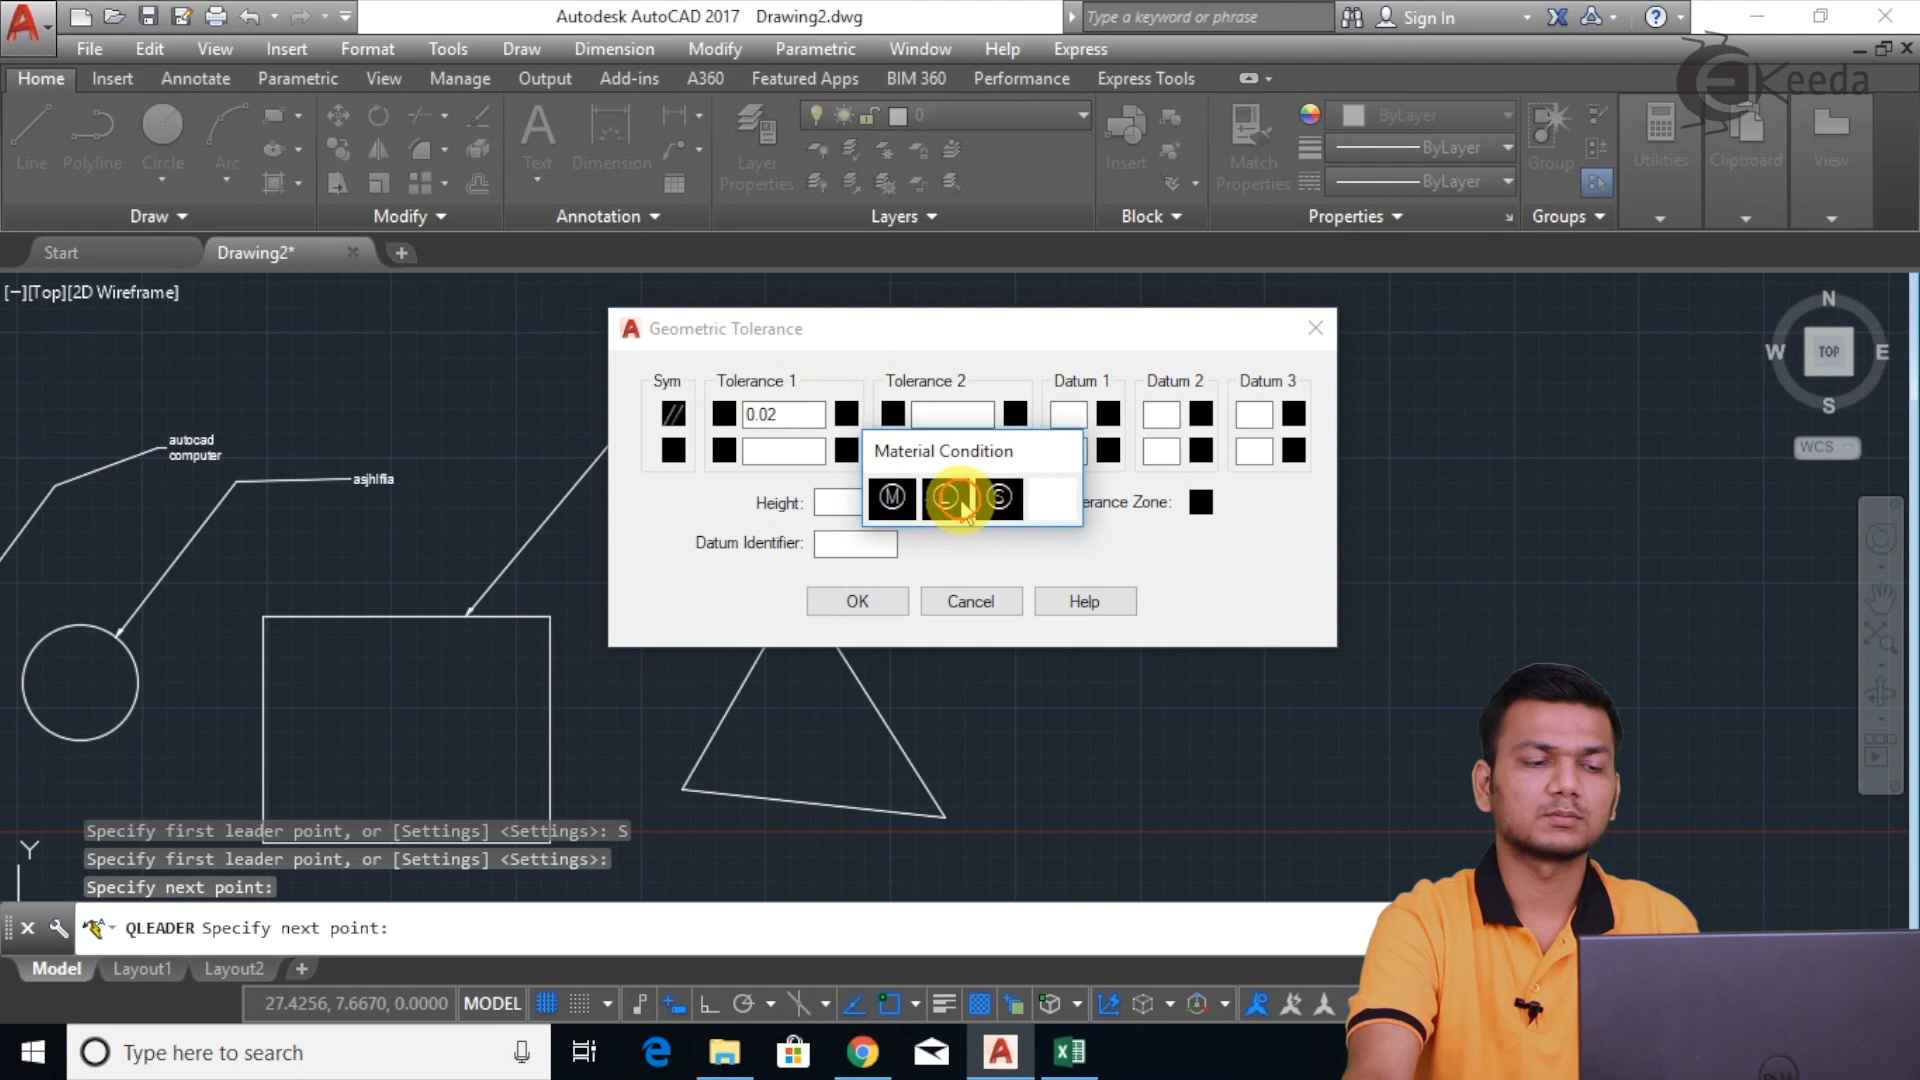 Autodesk AutoCAD 2017 Drawing2.dwg
Type a keyword or phrase
Sign In
File Edit View Insert Format Tools Draw Dimension Modify Parametric Window Help Express
Home Insert Annotate Parametric View Manage Output Add-ins A360 Featured Apps BIM 360 Performance Express Tools
Keeda
Line Polyline Circle Arc
Text Dimension
Layer Properties
0
Insert
Match Properties
ByLayer
ByLayer
ByLayer
Group
Utilities
Clipboard
View
Draw Modify Annotation Layers Block Properties Groups
Start Drawing2*
[−][Top][2D Wireframe]
N
W TOP E
S
WCS
autocad
computer
Geometric Tolerance
Sym Tolerance 1 Tolerance 2 Datum 1 Datum 2 Datum 3
0.02
Material Condition
M L S
Height:
erance Zone:
Datum Identifier:
OK Cancel Help
Specify first leader point, or [Settings] <Settings>: S
Specify first leader point, or [Settings] <Settings>:
Specify next point:
Y
QLEADER Specify next point:
Model Layout1 Layout2
27.4256, 7.6670, 0.0000 MODEL
Type here to search